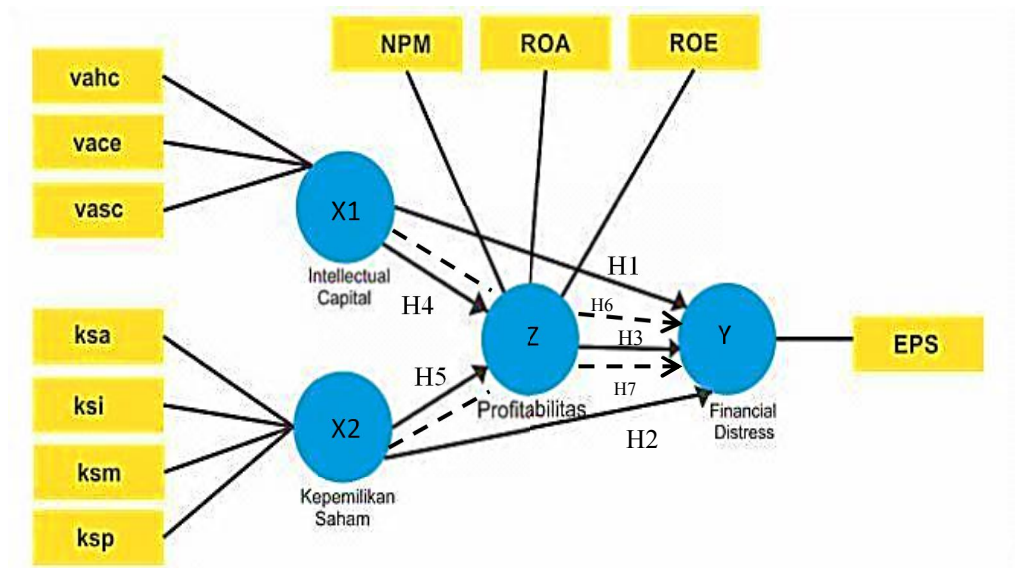 NPM
ROA
ROE
vahc
vace
vasc
X1
Intellectual
Capital
H1
H4
H6
Z
H3
Y
EPS
ksa
ksi
ksm
ksp
H5
H7
Profitabilitas
Financial
Distress
X2
H2
Kepemilikan
Saham